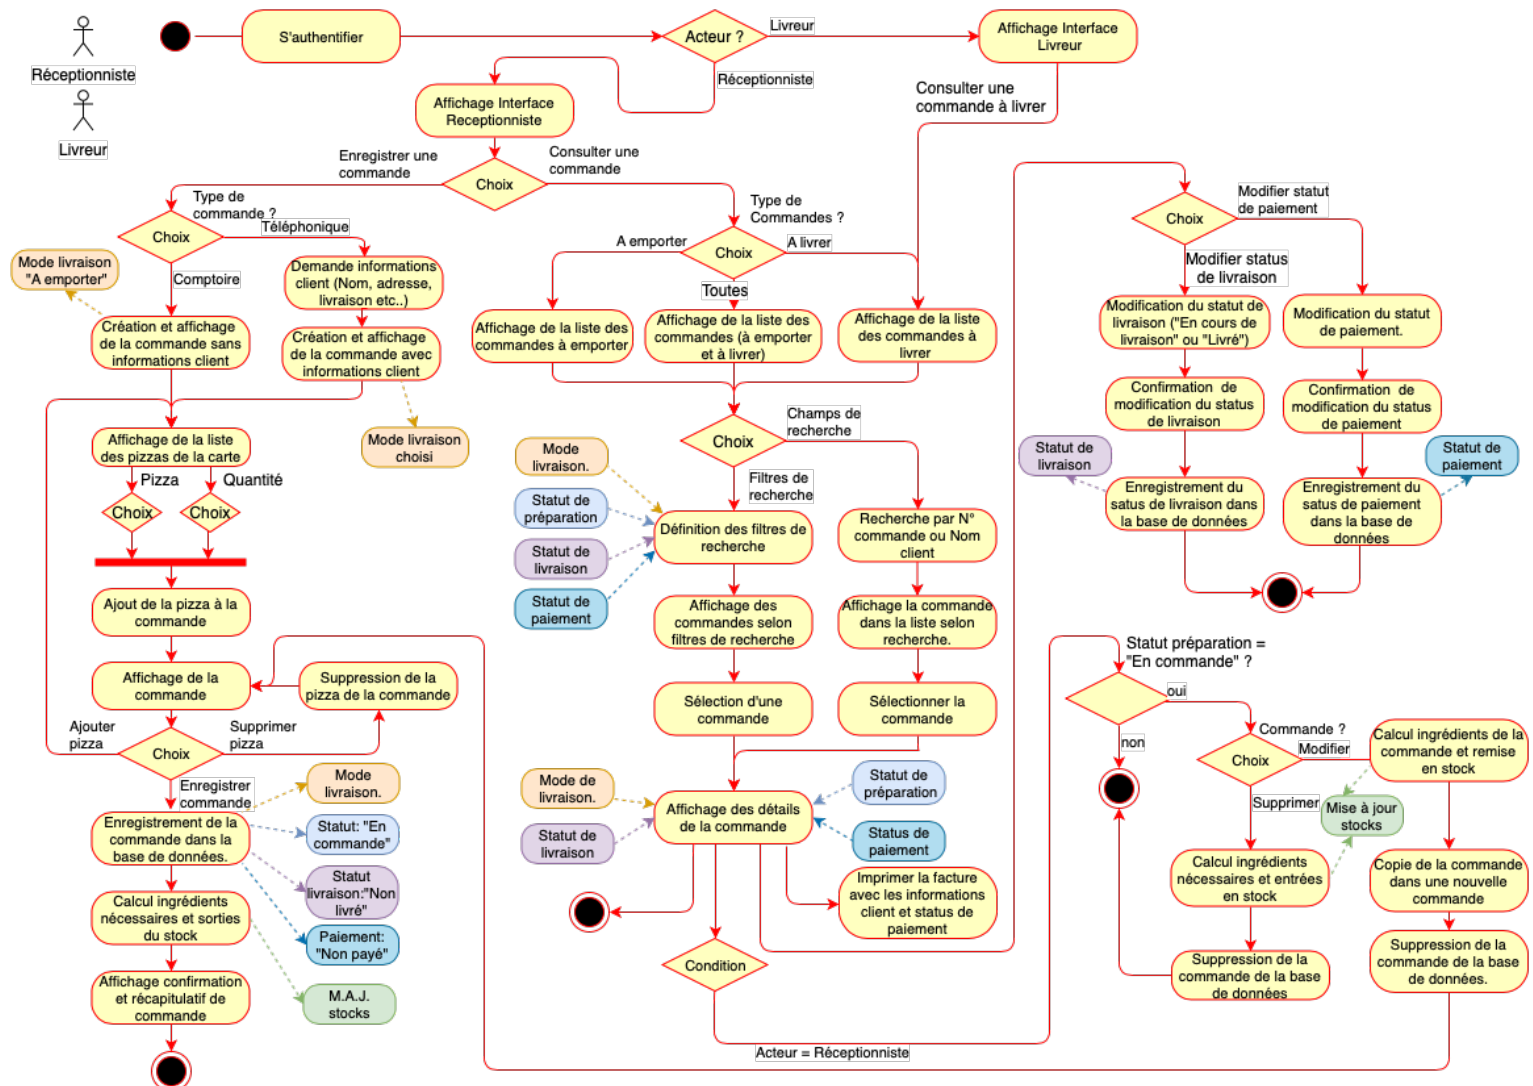 Réceptionniste
Livreur
S'authentifier
Acteur ?
Livreur
Affichage Interface
Livreur
Réceptionniste
Consulter une
commande à livrer
Affichage Interface
Receptionniste
Enregistrer une
commande
Consulter une
commande
Choix
Type de
commande ?
Choix
Téléphonique
Comptoire
Mode livraison
"A emporter"
Demande informations
client (Nom, adresse,
livraison etc..)
Création et affichage
de la commande sans
informations client
Création et affichage
de la commande avec
informations client
Mode livraison
choisi
Affichage de la liste
des pizzas de la carte
Pizza
Quantité
Choix
Choix
Ajout de la pizza à la
commande
Affichage de la
commande
Suppression de la
pizza de la commande
Ajouter
pizza
Choix
Supprimer
pizza
Enregistrer
commande
Mode
livraison.
Enregistrement de la
commande dans la
base de données.
Statut: "En
commande"
Statut
livraison:"Non
livré"
Calcul ingrédients
nécessaires et sorties
du stock
Paiement:
"Non payé"
Affichage confirmation
et récapitulatif de
commande
M.A.J.
stocks
Type de
Commandes ?
A emporter
Choix
A livrer
Toutes
Affichage de la liste des
commandes à emporter
Affichage de la liste des
commandes (à emporter
et à livrer)
Affichage de la liste
des commandes à
livrer
Choix
Champs de
recherche
Filtres de
recherche
Mode
livraison.
Statut de
préparation
Statut de
livraison
Statut de
paiement
Définition des filtres de
recherche
Recherche par N°
commande ou Nom
client
Affichage des
commandes selon
filtres de recherche
Affichage la commande
dans la liste selon
recherche.
Sélection d'une
commande
Sélectionner la
commande
Mode de
livraison.
Statut de
livraison
Affichage des détails
de la commande
Statut de
préparation
Status de
paiement
Imprimer la facture
avec les informations
client et status de
paiement
Condition
Acteur = Réceptionniste
Choix
Modifier statut
de paiement
Modifier status
de livraison
Modification du statut de
livraison ("En cours de
livraison" ou "Livré")
Modification du statut
de paiement.
Confirmation  de
modification du status
de livraison
Confirmation  de
modification du status
de paiement
Statut de
livraison
Statut de
paiement
Enregistrement du
satus de livraison dans
la base de données
Enregistrement du
satus de paiement
dans la base de
données
Statut préparation =
"En commande" ?
oui
non
Commande ?
Choix
Modifier
Supprimer
Calcul ingrédients de la
commande et remise
en stock
Mise à jour
stocks
Calcul ingrédients
nécessaires et entrées
en stock
Copie de la commande
dans une nouvelle
commande
Suppression de la
commande de la base
de données
Suppression de la
commande de la base
de données.